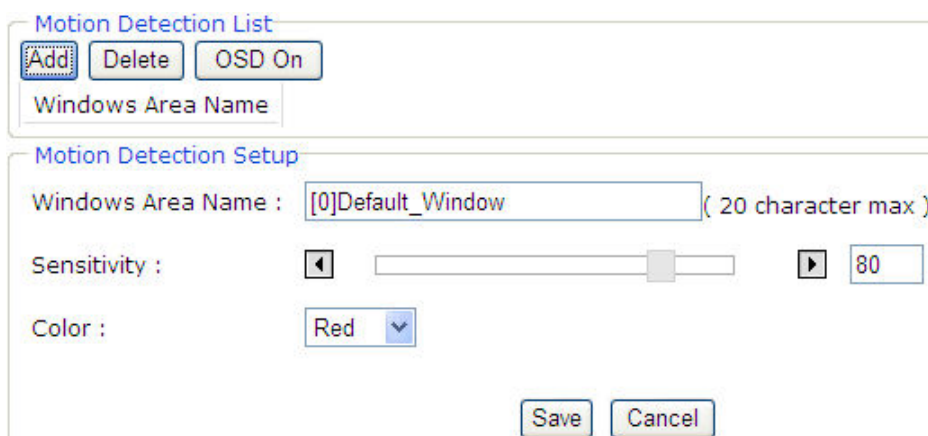 Motion Detection List
Add Delete OSD On
Windows Area Name
Motion Detection Setup
Windows Area Name : [0]Default_Window ( 20 character max )
Sensitivity : 80
Color : Red
Save Cancel